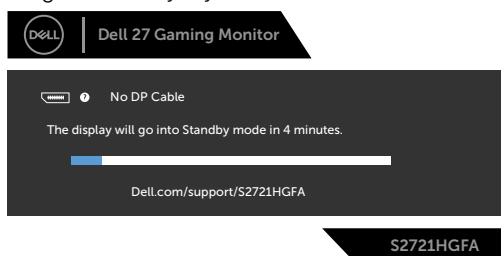 DELL
Dell 27 Gaming Monitor
? No DP Cable
The display will go into Standby mode in 4 minutes.
Dell.com/support/S2721HGFA
S2721HGFA